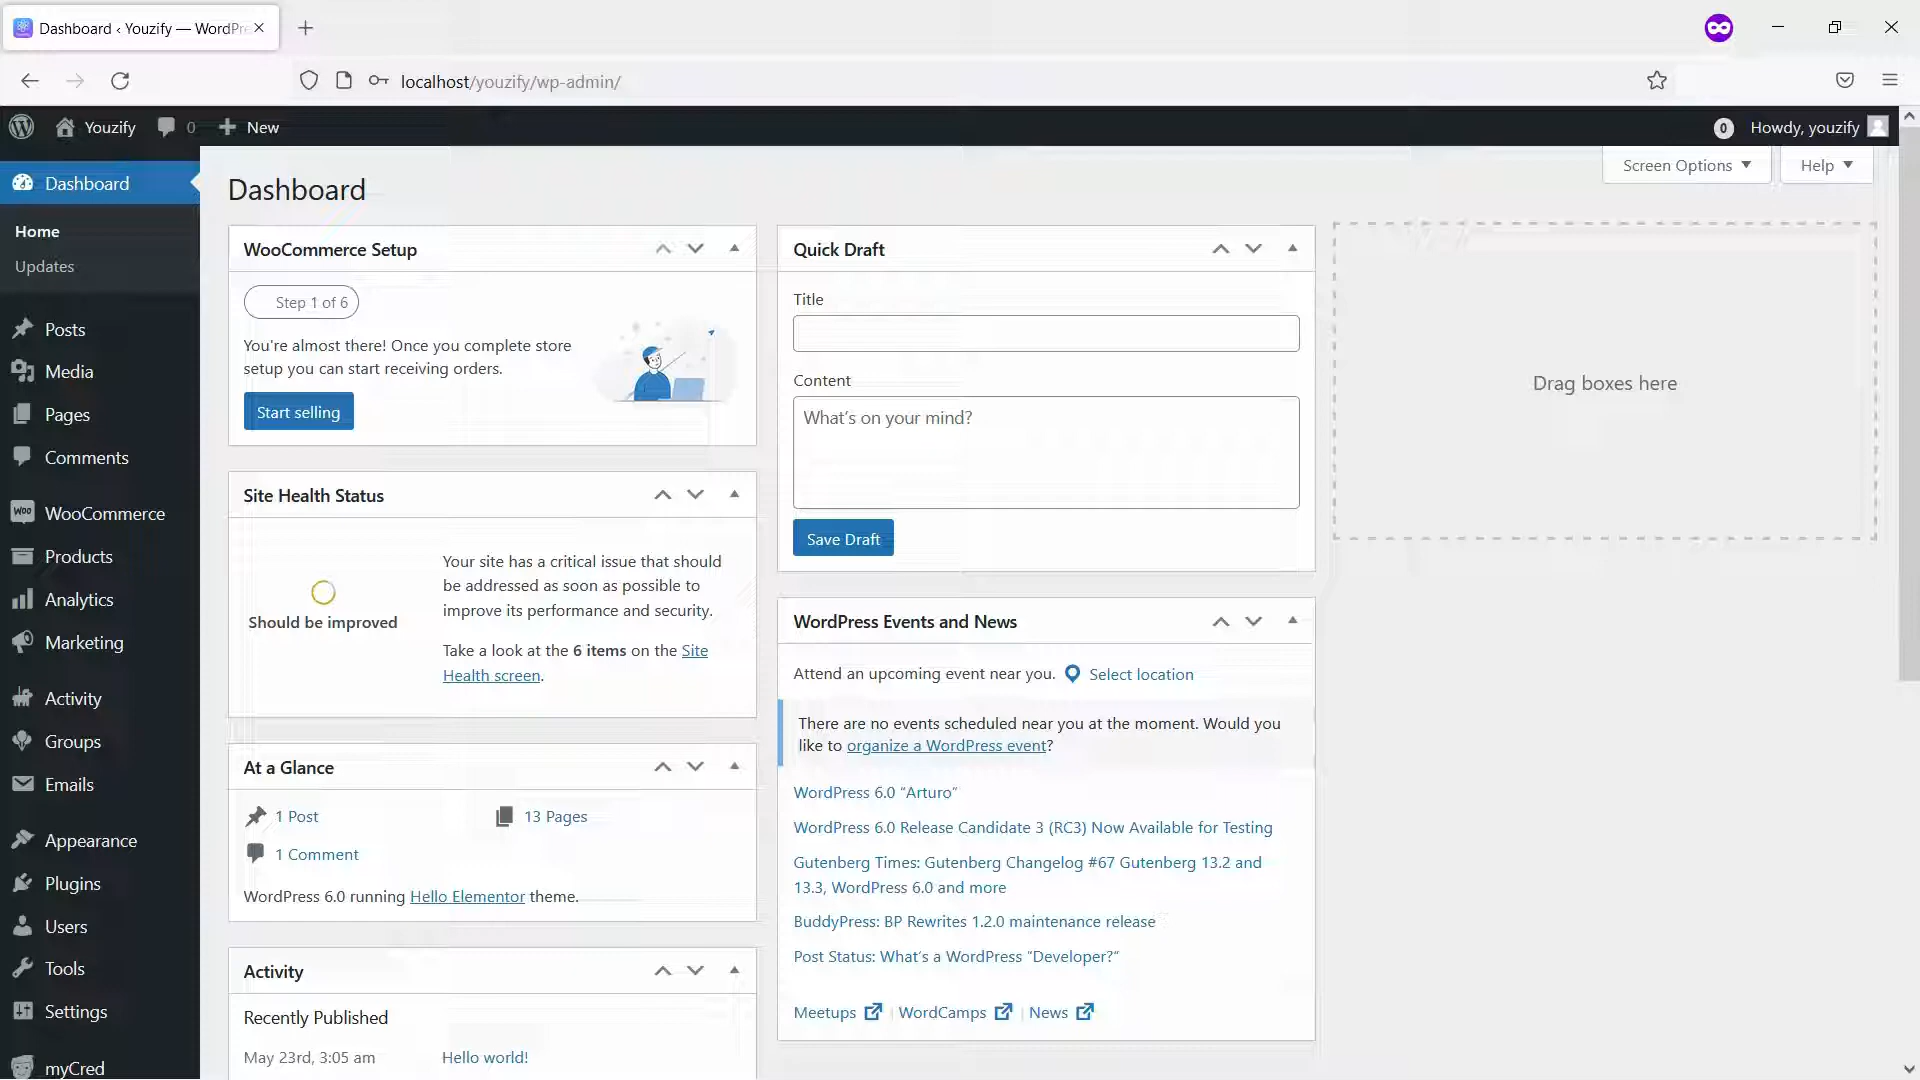 Dashboard ‹ Youzify — WordPre
localhost/youzify/wp-admin/
Youzify
0
New
0
Howdy, youzify
Dashboard
Home
Updates
Posts
Media
Pages
Comments
Woo
WooCommerce
Products
Analytics
Marketing
Activity
Groups
Emails
Appearance
Plugins
Users
Tools
Settings
myCred
Screen Options
Help
Dashboard
WooCommerce Setup
Step 1 of 6
You're almost there! Once you complete store
setup you can start receiving orders.
Start selling
Site Health Status
Should be improved
Your site has a critical issue that should
be addressed as soon as possible to
improve its performance and security.
Take a look at the 6 items on the Site
Health screen.
At a Glance
1 Post
13 Pages
1 Comment
WordPress 6.0 running Hello Elementor theme.
Activity
Recently Published
May 23rd, 3:05 am
Hello world!
Quick Draft
Title
Content
What's on your mind?
Save Draft
WordPress Events and News
Attend an upcoming event near you.
Select location
There are no events scheduled near you at the moment. Would you
like to organize a WordPress event?
WordPress 6.0 “Arturo”
WordPress 6.0 Release Candidate 3 (RC3) Now Available for Testing
Gutenberg Times: Gutenberg Changelog #67 Gutenberg 13.2 and
13.3, WordPress 6.0 and more
BuddyPress: BP Rewrites 1.2.0 maintenance release
Post Status: What's a WordPress “Developer?”
Meetups | WordCamps | News
Drag boxes here